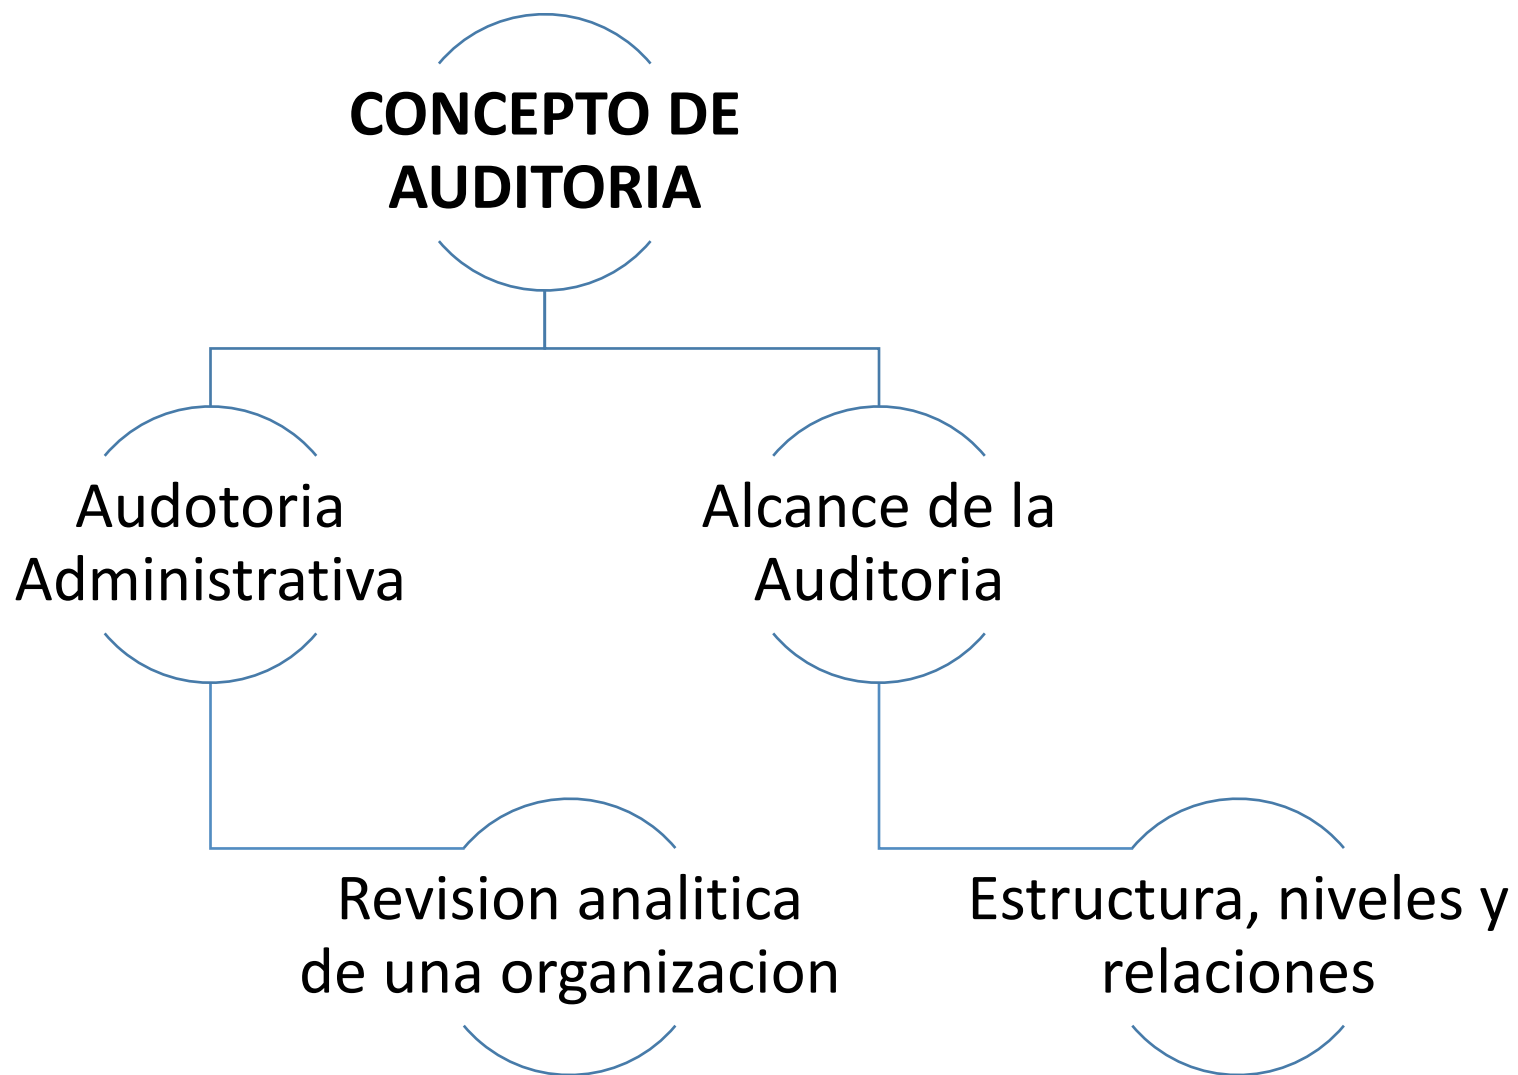 CONCEPTO DE
AUDITORIA
Audotoria
Administrativa
Alcance de la
Auditoria
Revision analitica
de una organizacion
Estructura, niveles y
relaciones